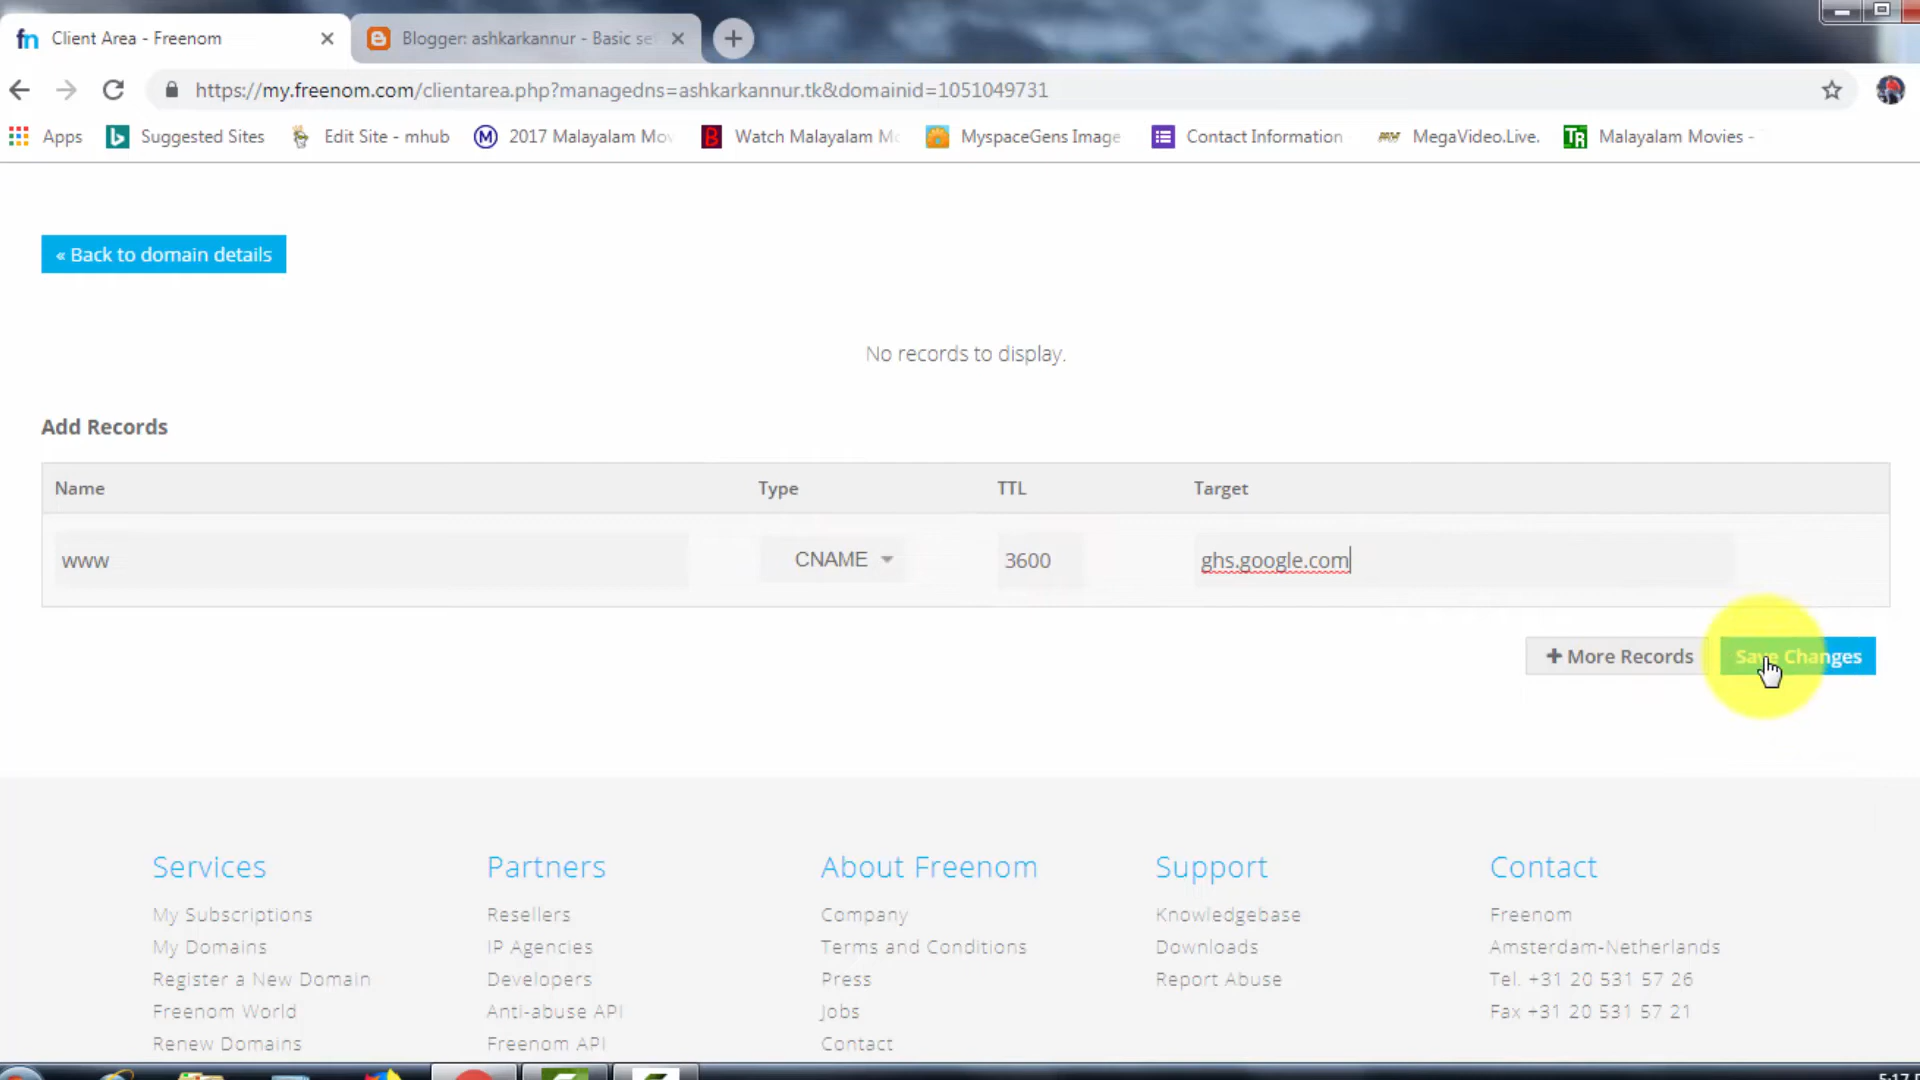 Client Area - Freenom
Blogger: ashkarkannur - Basic se
https://my.freenom.com/clientarea.php?managedns=ashkarkannur.tk&domainid=1051049731
Apps
Suggested Sites
Edit Site - mhub
2017 Malayalam Mov
Watch Malayalam Mo
MyspaceGens Image
Contact Information
MegaVideo.Live.
Malayalam Movies -
« Back to domain details
No records to display.
Add Records
Name Type TTL Target
www CNAME 3600 ghs.google.com
+ More Records
Save Changes
Services Partners About Freenom Support Contact
My Subscriptions Resellers Company Knowledgebase Freenom
My Domains IP Agencies Terms and Conditions Downloads Amsterdam-Netherlands
Register a New Domain Developers Press Report Abuse Tel. +31 20 531 57 26
Freenom World Anti-abuse API Jobs Fax +31 20 531 57 21
Renew Domains Freenom API Contact